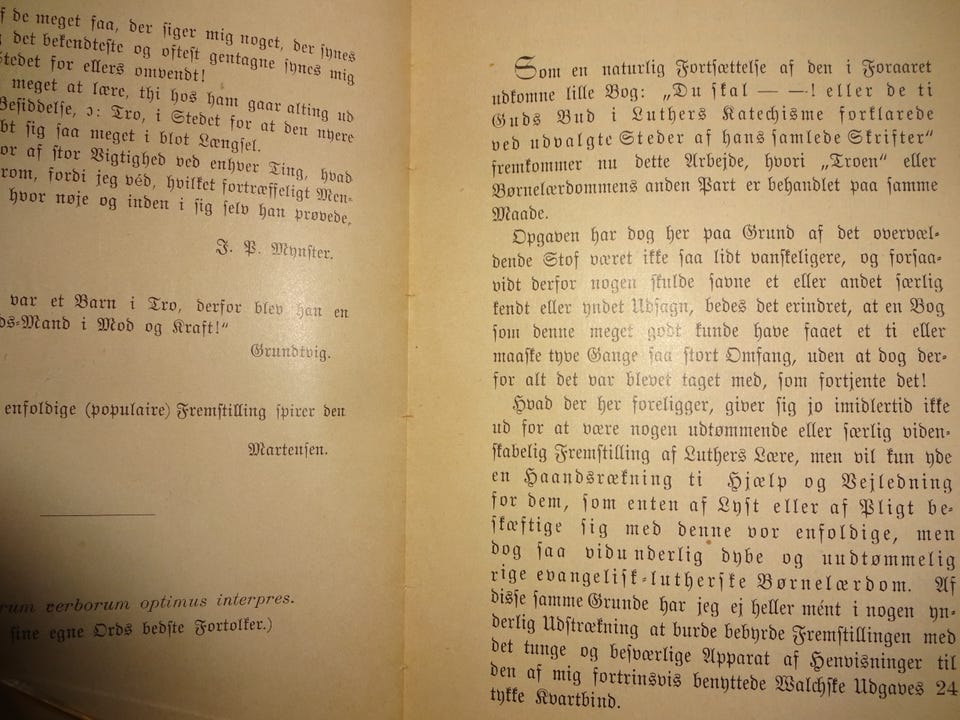 f de meget faa, der siger mig noget, der synes
det bekendteste og oftest gentagne synes mig
stedet for ellers omvendt!
meget at lære, thi hos ham gaar alting ud
Besiddelse, ɔ: Tro, i Stedet for at den nyere
bt sig saa meget i blot Længsel.
or af stor Vigtighed ved enhver Ting, hvad
rom, fordi jeg véd, hvilket fortræffeligt Men-
hvor nøje og inden i sig selv han prøvede,
J. P. Mynster.
var et Barn i Tro, derfor blev han en
ds-Mand i Mod og Kraft!"
Grundtvig.
enfoldige (populaire) Fremstilling spirer den
Martensen.
rum verborum optimus interpres.
sine egne Ords bedste Fortolker.)
Som en naturlig Fortsættelse af den i Foraaret
udkomne lille Bog: „Du skal — —! eller de ti
Guds Bud i Luthers Katechisme forklarede
ved udvalgte Steder af hans samlede Skrifter"
fremkommer nu dette Arbejde, hvori „Troen" eller
Børnelærdommens anden Part er behandlet paa samme
Maade.
Opgaven har dog her paa Grund af det overvæl-
dende Stof været ikke saa lidt vanskeligere, og forsaa-
vidt derfor nogen skulde savne et eller andet særlig
kendt eller yndet Udsagn, bedes det erindret, at en Bog
som denne meget godt kunde have faaet et ti eller
maaske tyve Gange saa stort Omfang, uden at dog der-
for alt det var blevet taget med, som fortjente det!
Hvad der her foreligger, giver sig jo imidlertid ikke
ud for at være nogen udtømmende eller særlig viden-
skabelig Fremstilling af Luthers Lære, men vil kun yde
en Haandsrækning ti Hjælp og Vejledning
for dem, som enten af Lyst eller af Pligt be-
skæftige sig med denne vor enfoldige, men
dog saa vidunderlig dybe og uudtømmelig
rige evangelisk-lutherske Børnelærdom. Af
disse samme Grunde har jeg ej heller mént i nogen yn-
derlig Udstrækning at burde bebyrde Fremstillingen med
det tunge og besværlige Apparat af Henvisninger til
den af mig fortrinsvis benyttede Walchske Udgaves 24
tykke Kvartbind.